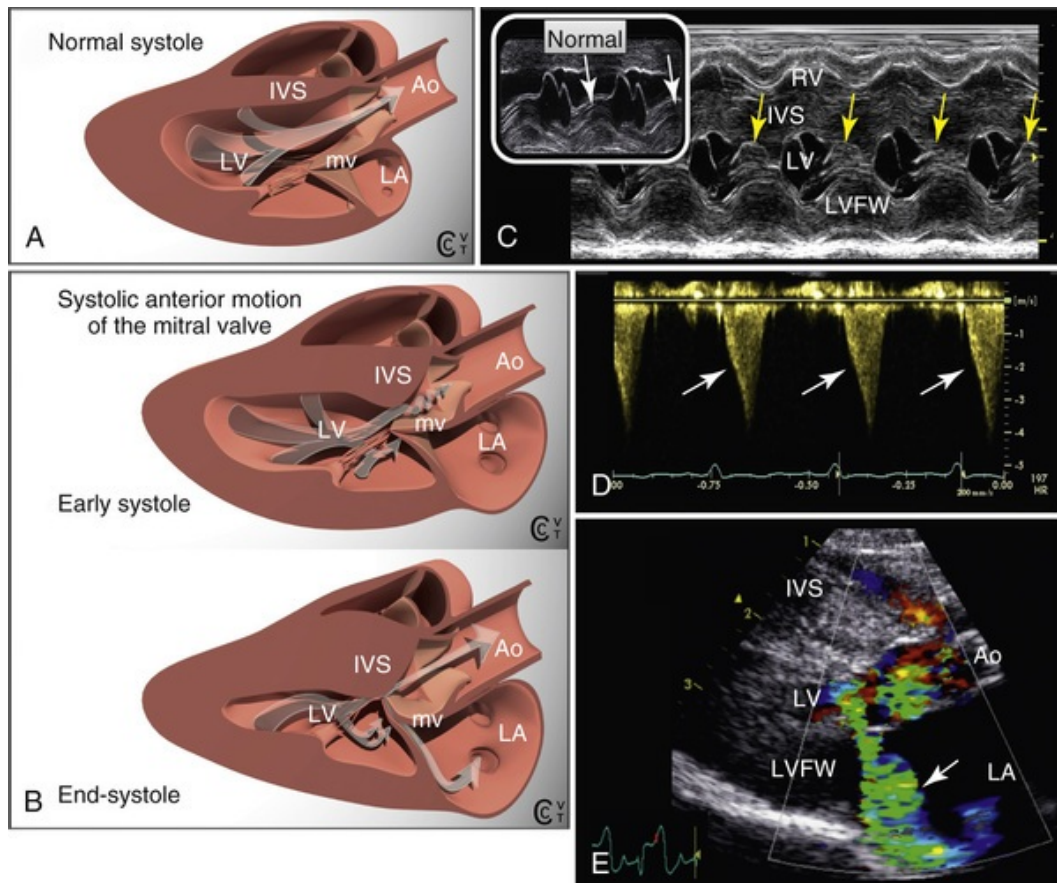 Normal systole
IVS
Ao
LV
mv
LA
A
C V
C T
Normal
RV
IVS
LV
LVFW
C
Systolic anterior motion
of the mitral valve
IVS
Ao
LV
mv
LA
Early systole
C V
C T
IVS
Ao
LV
mv
LA
B
End-systole
C V
C T
[m/s]
-1
-2
-3
-4
-5
D
-0.75
-0.50
-0.25
0.00
197
HR
200 mm/s
1
IVS
2
Ao
3
LV
LVFW
LA
E